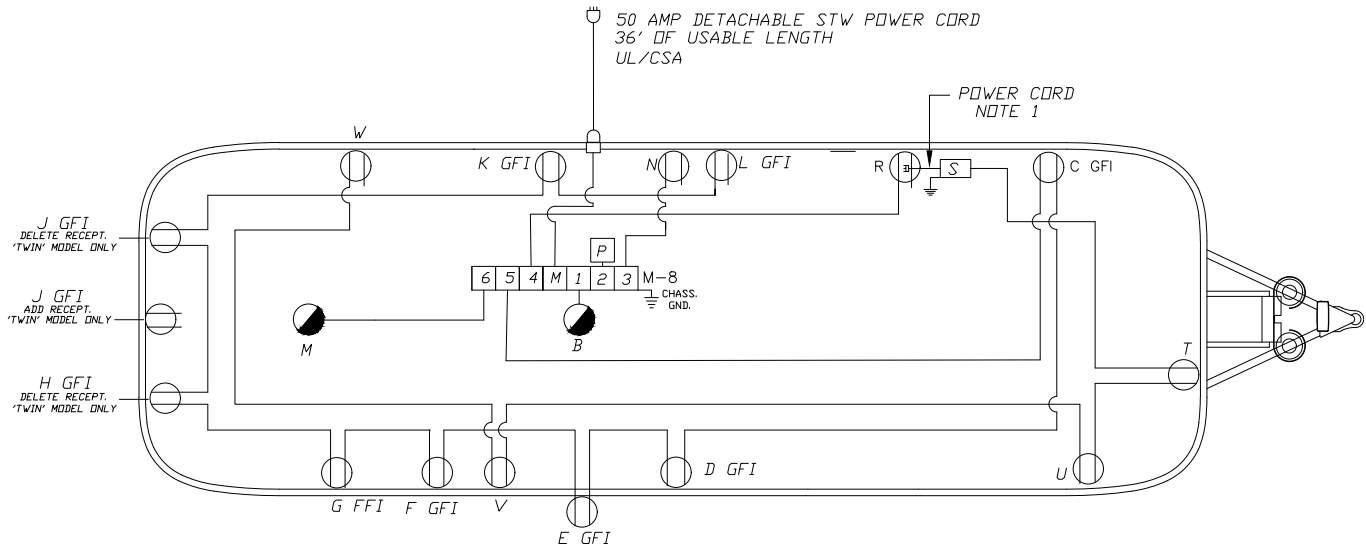 50 AMP DETACHABLE STW POWER CORD
36' OF USABLE LENGTH
UL/CSA
POWER CORD
NOTE 1
W
K GFI
N
L GFI
R
S
C GFI
J GFI
DELETE RECEPT.
'TWIN' MODEL ONLY
P
6 5 4 M 1 2 3 M-8
CHASS.
GND.
J GFI
ADD RECEPT.
'TWIN' MODEL ONLY
M
B
T
H GFI
DELETE RECEPT.
'TWIN' MODEL ONLY
G FFI
F GFI
V
E GFI
D GFI
U